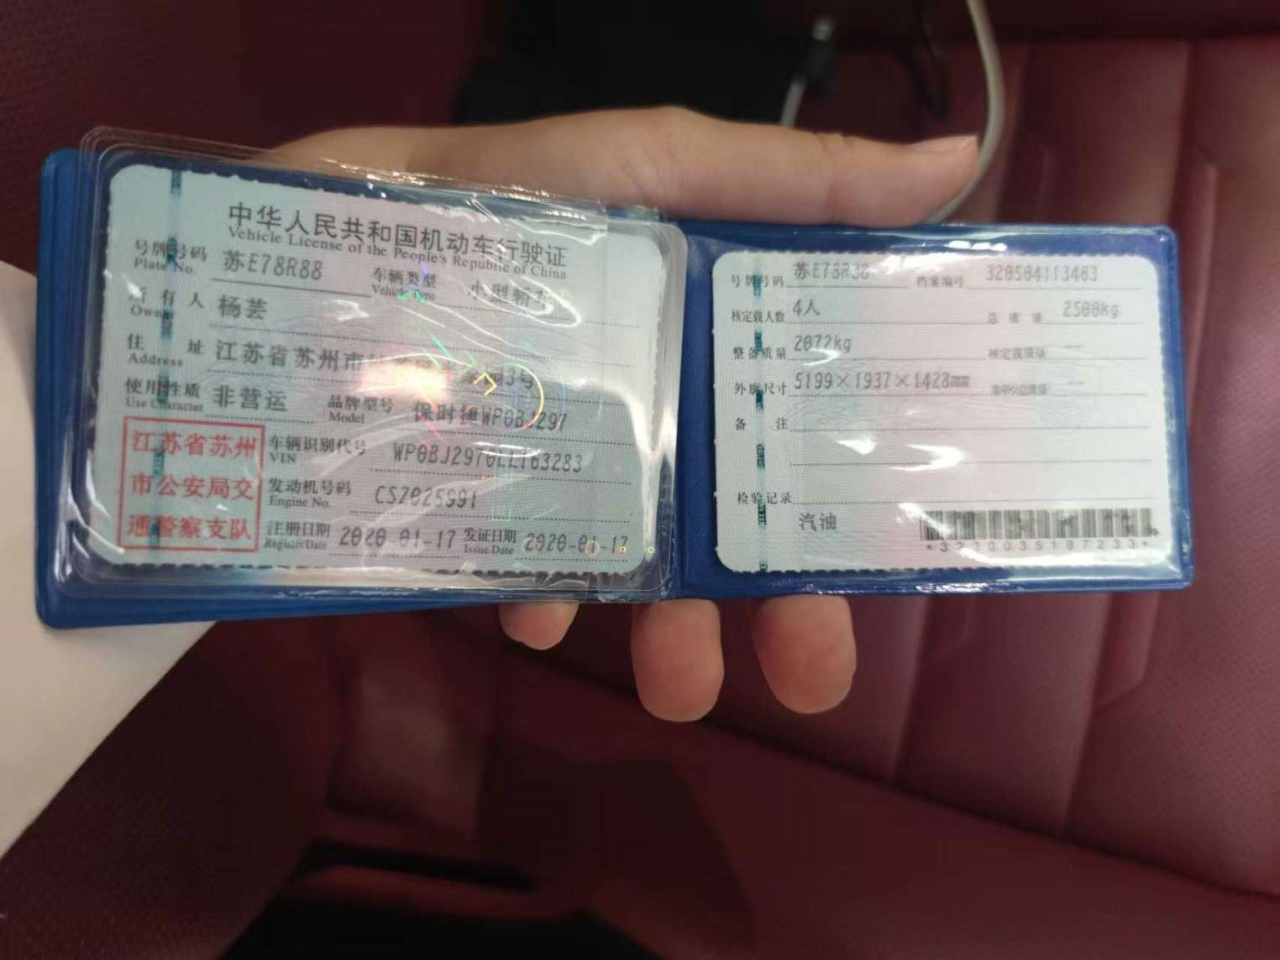 中华人民共和国机动车行驶证
Vehicle License of the People's Republic of China
号牌号码 苏E78R88 车辆类型 小型轿车
Plate No. Vehicle Type
所有人 杨芸
Owner
住址 江苏省苏州市
Address
使用性质 非营运 品牌型号 保时捷WP0BJ297
Use Character Model
江苏省苏州
市公安局交
通警察支队
车辆识别代号 WP0BJ2970LL163283
VIN
发动机号码 CS7025991
Engine No.
注册日期 2020-01-17 发证日期 2020-01-17
Register Date Issue Date
号牌号码 苏E78R88 档案编号 320504113463
核定载人数 4人 总质量 2580kg
整备质量 2072kg 核定载质量 --
外廓尺寸 5199×1937×1423mm 准牵引总质量 --
备注
检验记录
汽油
*3210035187233*